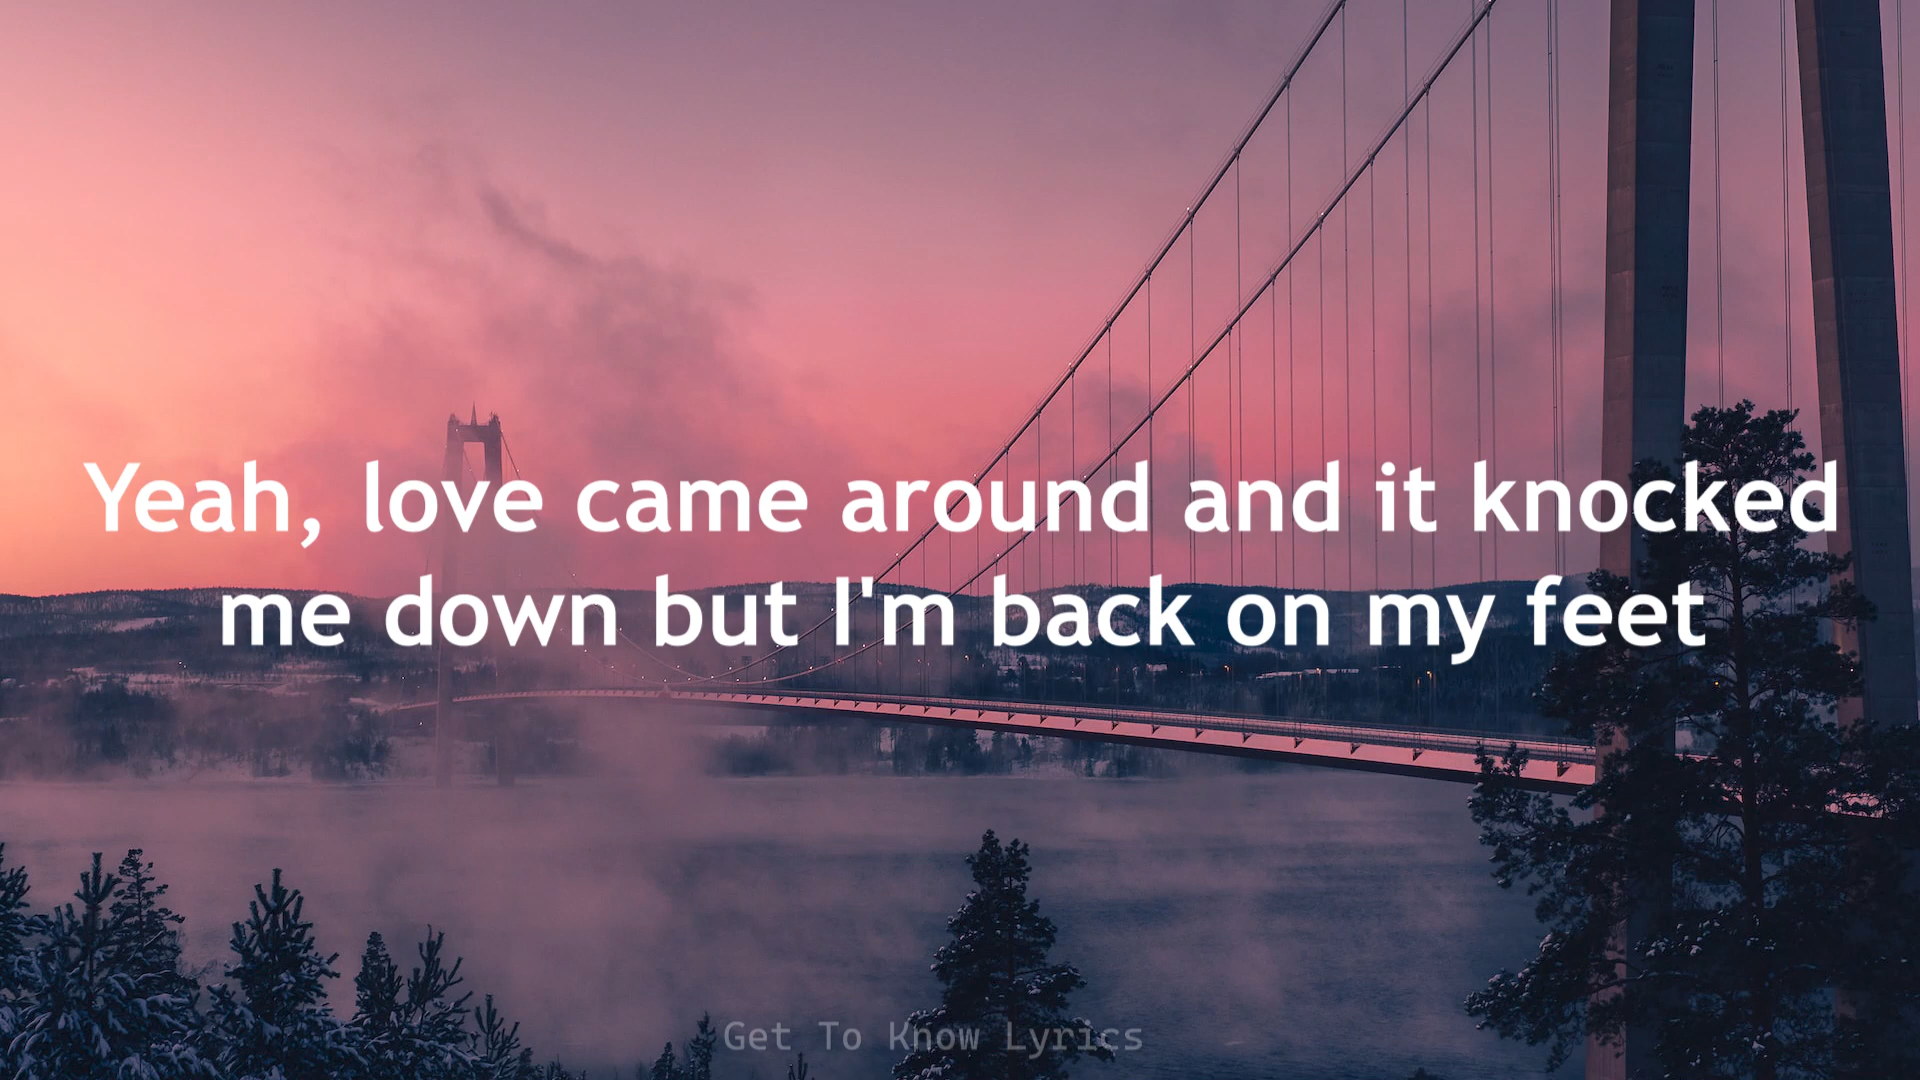 Yeah, love came around and it knocked
me down but I'm back on my feet
Get To Know Lyrics